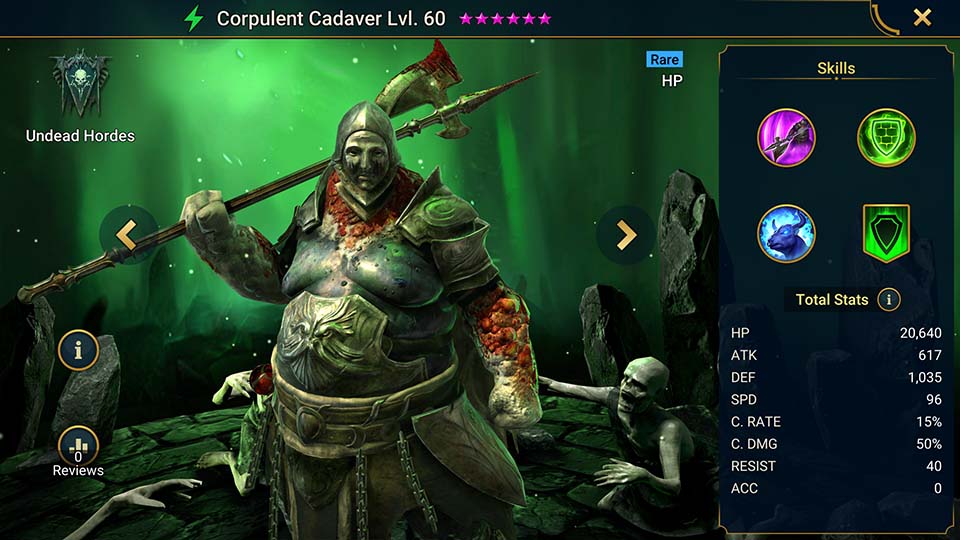 Corpulent Cadaver Lvl. 60
Undead Hordes
Rare
HP
0
Reviews
Skills
Total Stats i
HP 20,640
ATK 617
DEF 1,035
SPD 96
C. RATE 15%
C. DMG 50%
RESIST 40
ACC 0